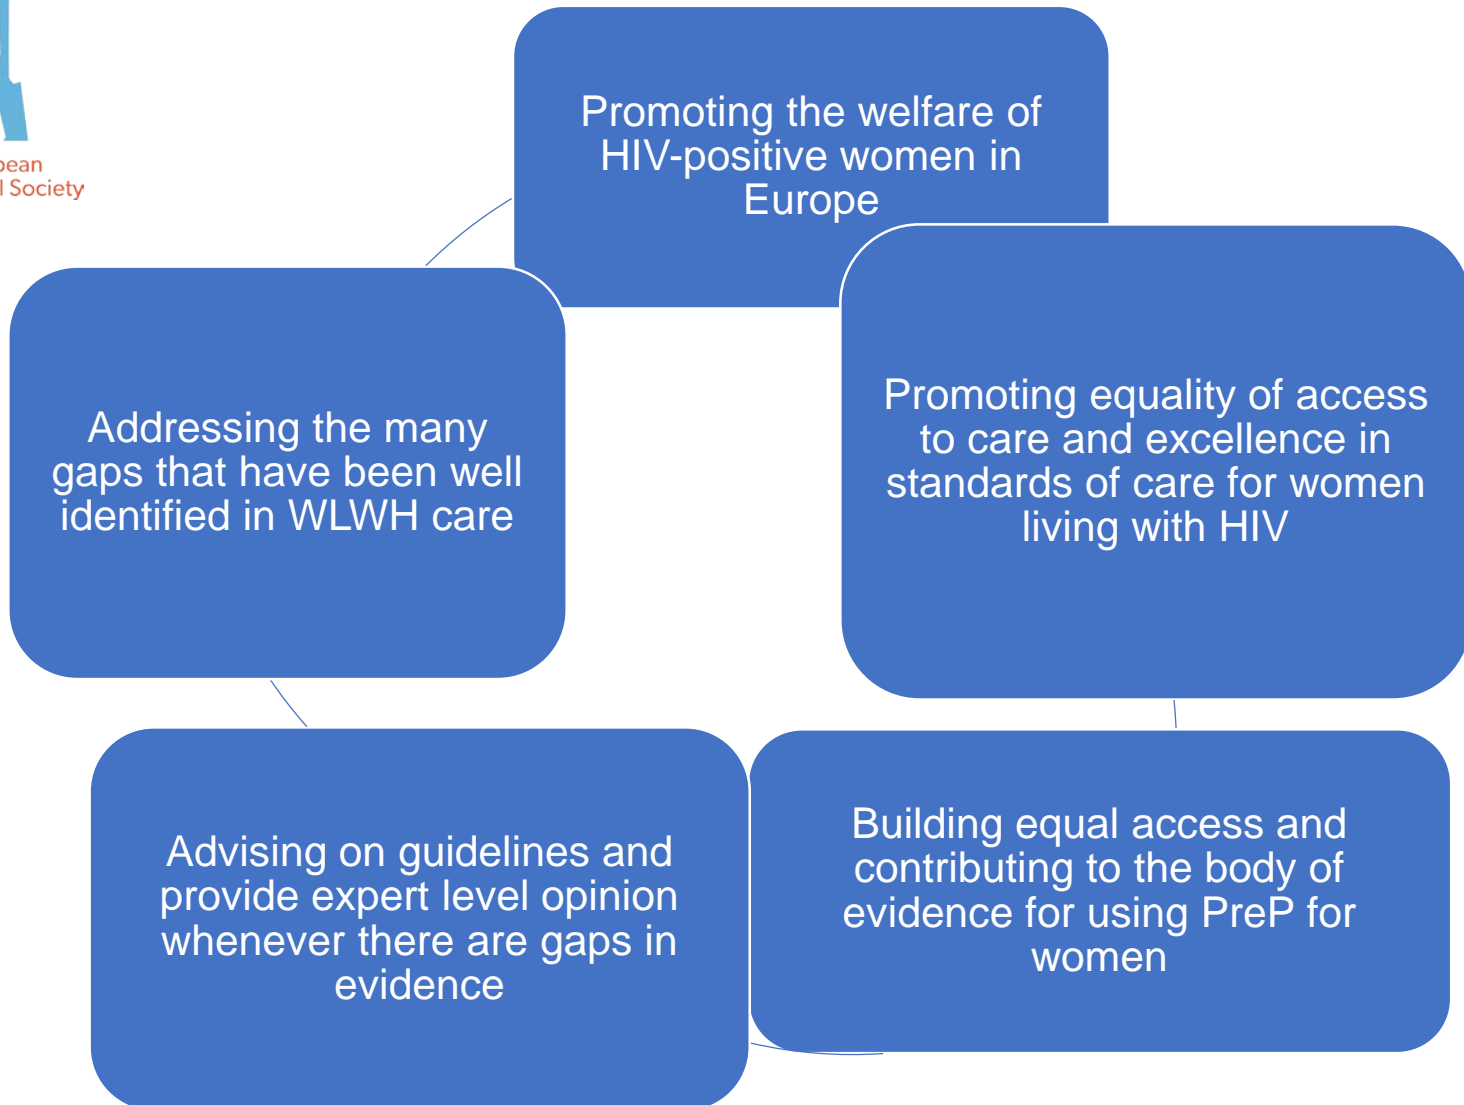 pean
l Society
Promoting the welfare of
HIV-positive women in
Europe
Promoting equality of access
to care and excellence in
standards of care for women
living with HIV
Building equal access and
contributing to the body of
evidence for using PreP for
women
Advising on guidelines and
provide expert level opinion
whenever there are gaps in
evidence
Addressing the many
gaps that have been well
identified in WLWH care